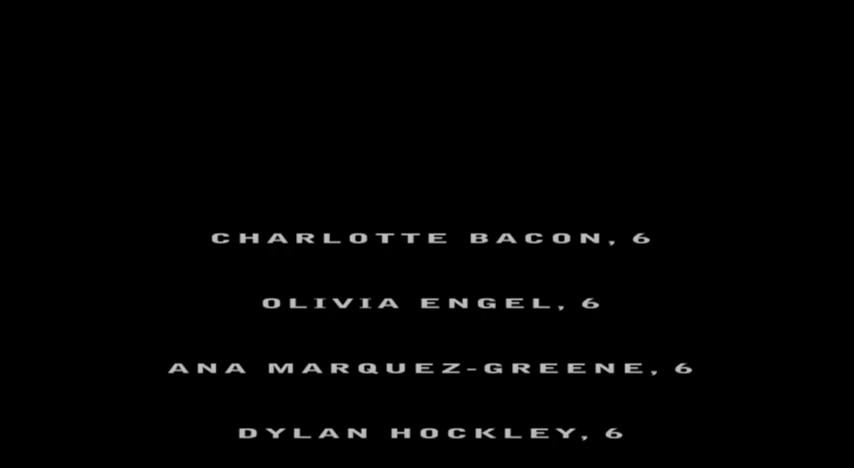 CHARLOTTE BACON, 6
OLIVIA ENGEL, 6
ANA MARQUEZ-GREENE, 6
DYLAN HOCKLEY, 6